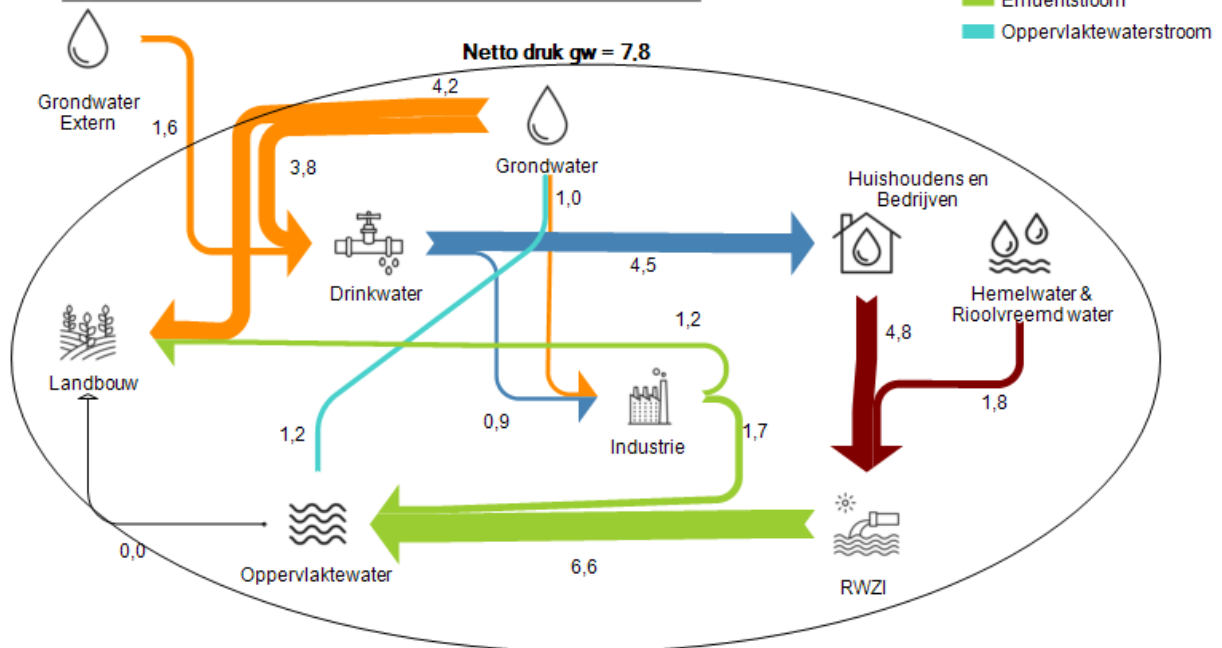 Effluentstroom
Oppervlaktewaterstroom
Netto druk gw = 7.8
4,2
Grondwater
Extern
1,6
3,8
Grondwater
1,0
Huishoudens en
Bedrijven
4,5
Drinkwater
Hemelwater &
Rioolvreemd water
1,2
4,8
Landbouw
1,8
0,9
1,7
1,2
Industrie
0,0
6,6
Oppervlaktewater
RWZI